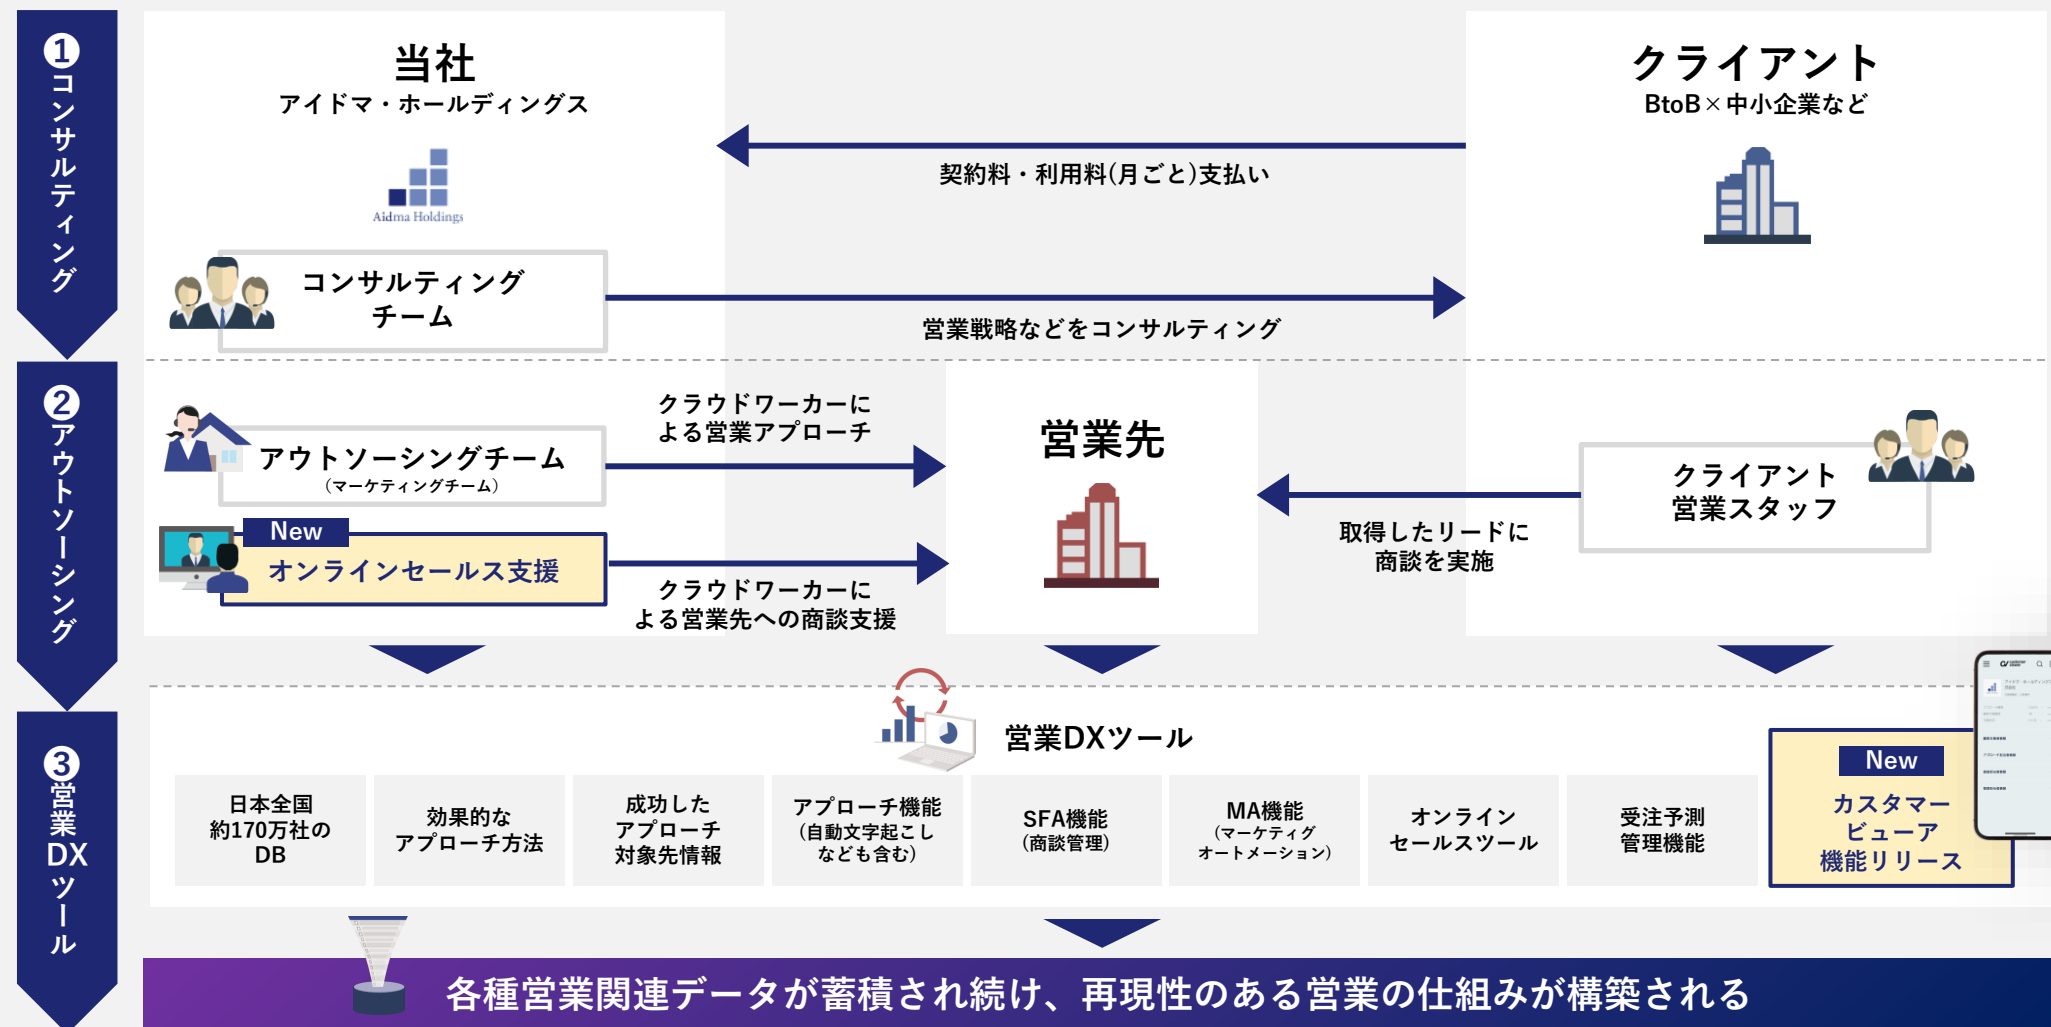 ❶コンサルティング
当社
アイドマ・ホールディングス
Aidma Holdings
クライアント
BtoB×中小企業など
契約料・利用料(月ごと)支払い
コンサルティング
チーム
営業戦略などをコンサルティング
❷アウトソーシング
アウトソーシングチーム
（マーケティングチーム）
クラウドワーカーに
よる営業アプローチ
New
オンラインセールス支援
クラウドワーカーに
よる営業先への商談支援
営業先
クライアント
営業スタッフ
取得したリードに
商談を実施
❸営業DXツール
営業DXツール
日本全国
約170万社の
DB
効果的な
アプローチ方法
成功した
アプローチ
対象先情報
アプローチ機能
(自動文字起こし
なども含む)
SFA機能
(商談管理)
MA機能
(マーケティグ
オートメーション)
オンライン
セールスツール
受注予測
管理機能
New
カスタマー
ビューア
機能リリース
各種営業関連データが蓄積され続け、再現性のある営業の仕組みが構築される